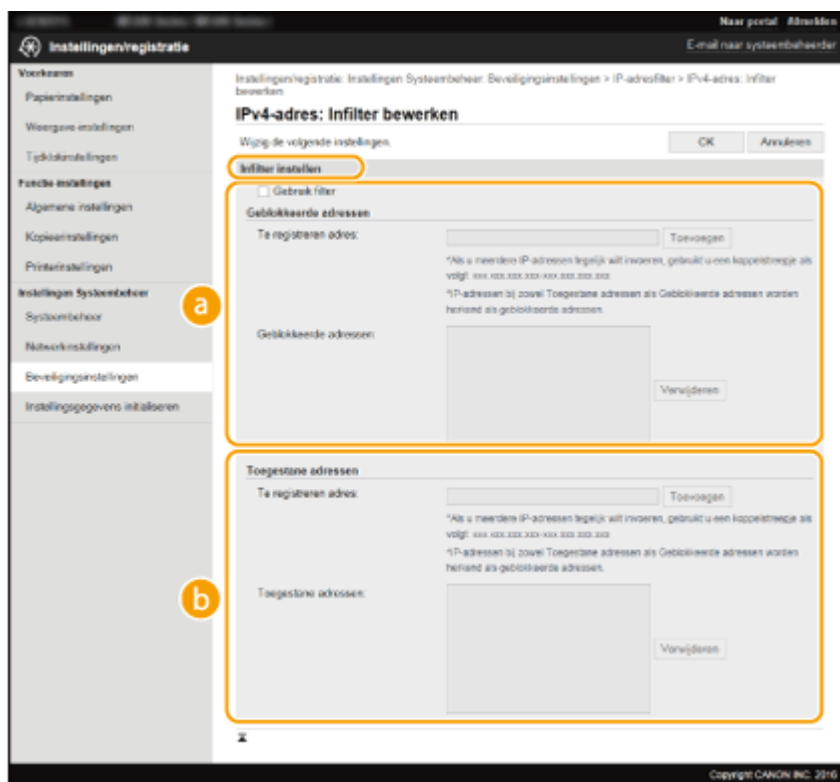 Naar portal Afmelden
Instellingen/registratie
E-mail naar systeembeheerder
Voorkeuren
Papierinstellingen
Weergave-instellingen
Tijdklokinstellingen
Functie-instellingen
Algemene instellingen
Kopieerinstellingen
Printerinstellingen
Instellingen Systeembeheer
Systeembeheer
Netwerkinstellingen
Beveiligingsinstellingen
Instellingsgegevens initialiseren
Instellingen/registratie: Instellingen Systeembeheer: Beveiligingsinstellingen > IP-adresfilter > IPv4-adres: Infilter
bewerken
IPv4-adres: Infilter bewerken
Wijzig de volgende instellingen.
OK Annuleren
Infilter instellen
a
Gebruik filter
Geblokkeerde adressen
Te registreren adres:
Toevoegen
*Als u meerdere IP-adressen tegelijk wilt invoeren, gebruikt u een koppelstreepje als
volgt: xxx.xxx.xxx.xxx-xxx.xxx.xxx.xxx
*IP-adressen bij zowel Toegestane adressen als Geblokkeerde adressen worden
herkend als geblokkeerde adressen.
Geblokkeerde adressen:
Verwijderen
b
Toegestane adressen
Te registreren adres:
Toevoegen
*Als u meerdere IP-adressen tegelijk wilt invoeren, gebruikt u een koppelstreepje als
volgt: xxx.xxx.xxx.xxx-xxx.xxx.xxx.xxx
*IP-adressen bij zowel Toegestane adressen als Geblokkeerde adressen worden
herkend als geblokkeerde adressen.
Toegestane adressen:
Verwijderen
Copyright CANON INC. 2016